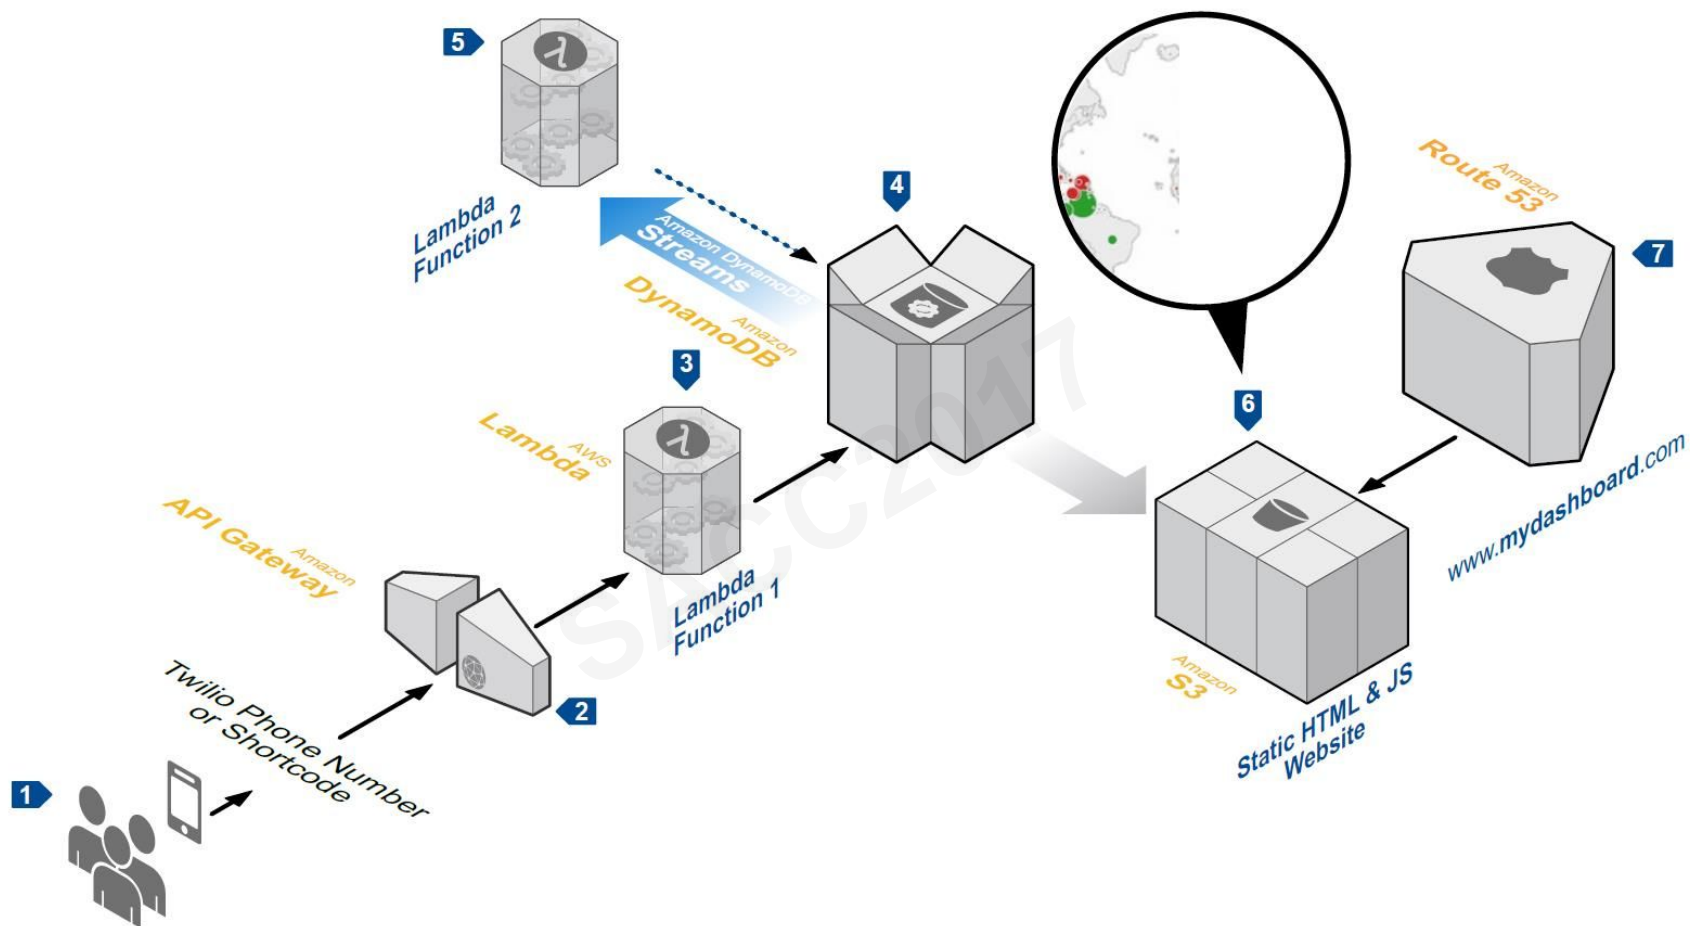 5
Lambda
Function 2
Amazon DynamoDB
Streams
Amazon
DynamoDB
4
Amazon
Route 53
7
3
AWS
Lambda
6
Amazon
API Gateway
Lambda
Function 1
www.mydashboard.com
2
Amazon
S3
Static HTML & JS
Website
Twilio Phone Number
or Shortcode
1
SACC2017